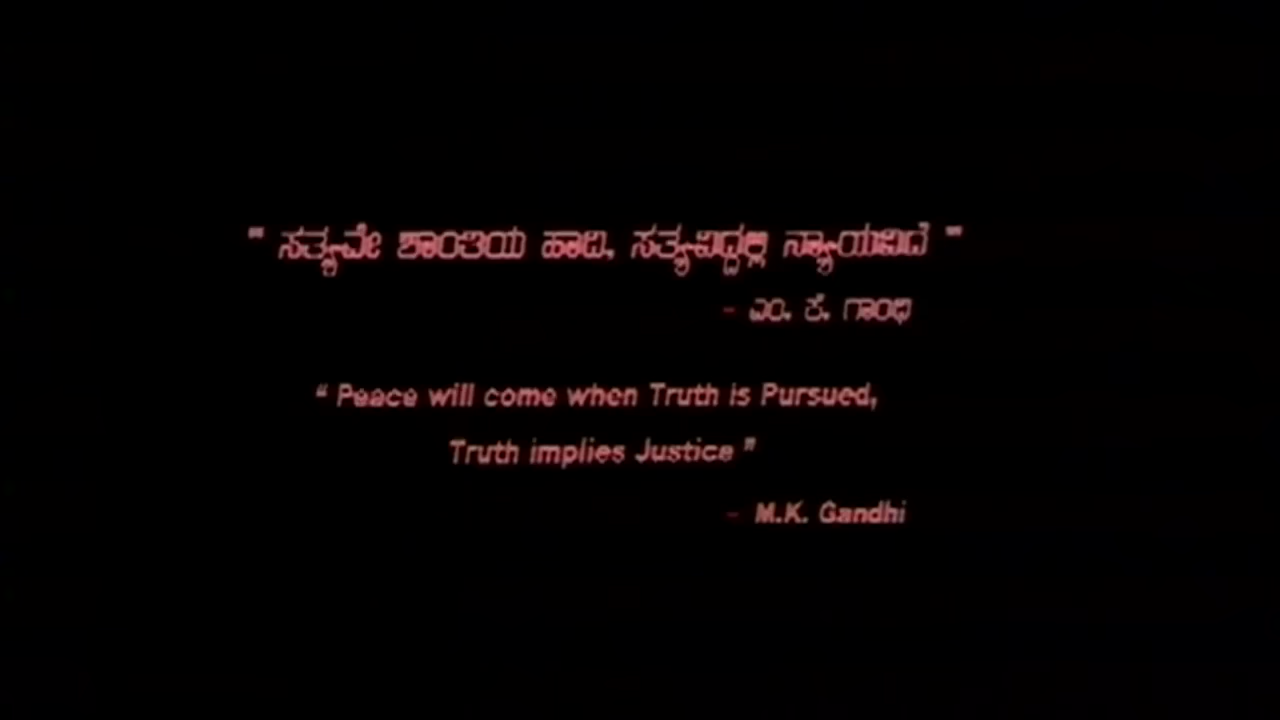 " ಸತ್ಯವೇ ಶಾಂತಿಯ ಹಾದಿ, ಸತ್ಯವಿದ್ದಲ್ಲಿ ನ್ಯಾಯವಿದೆ "
- ಎಂ. ಕೆ. ಗಾಂಧಿ
“ Peace will come when Truth is Pursued,
Truth implies Justice ”
- M.K. Gandhi